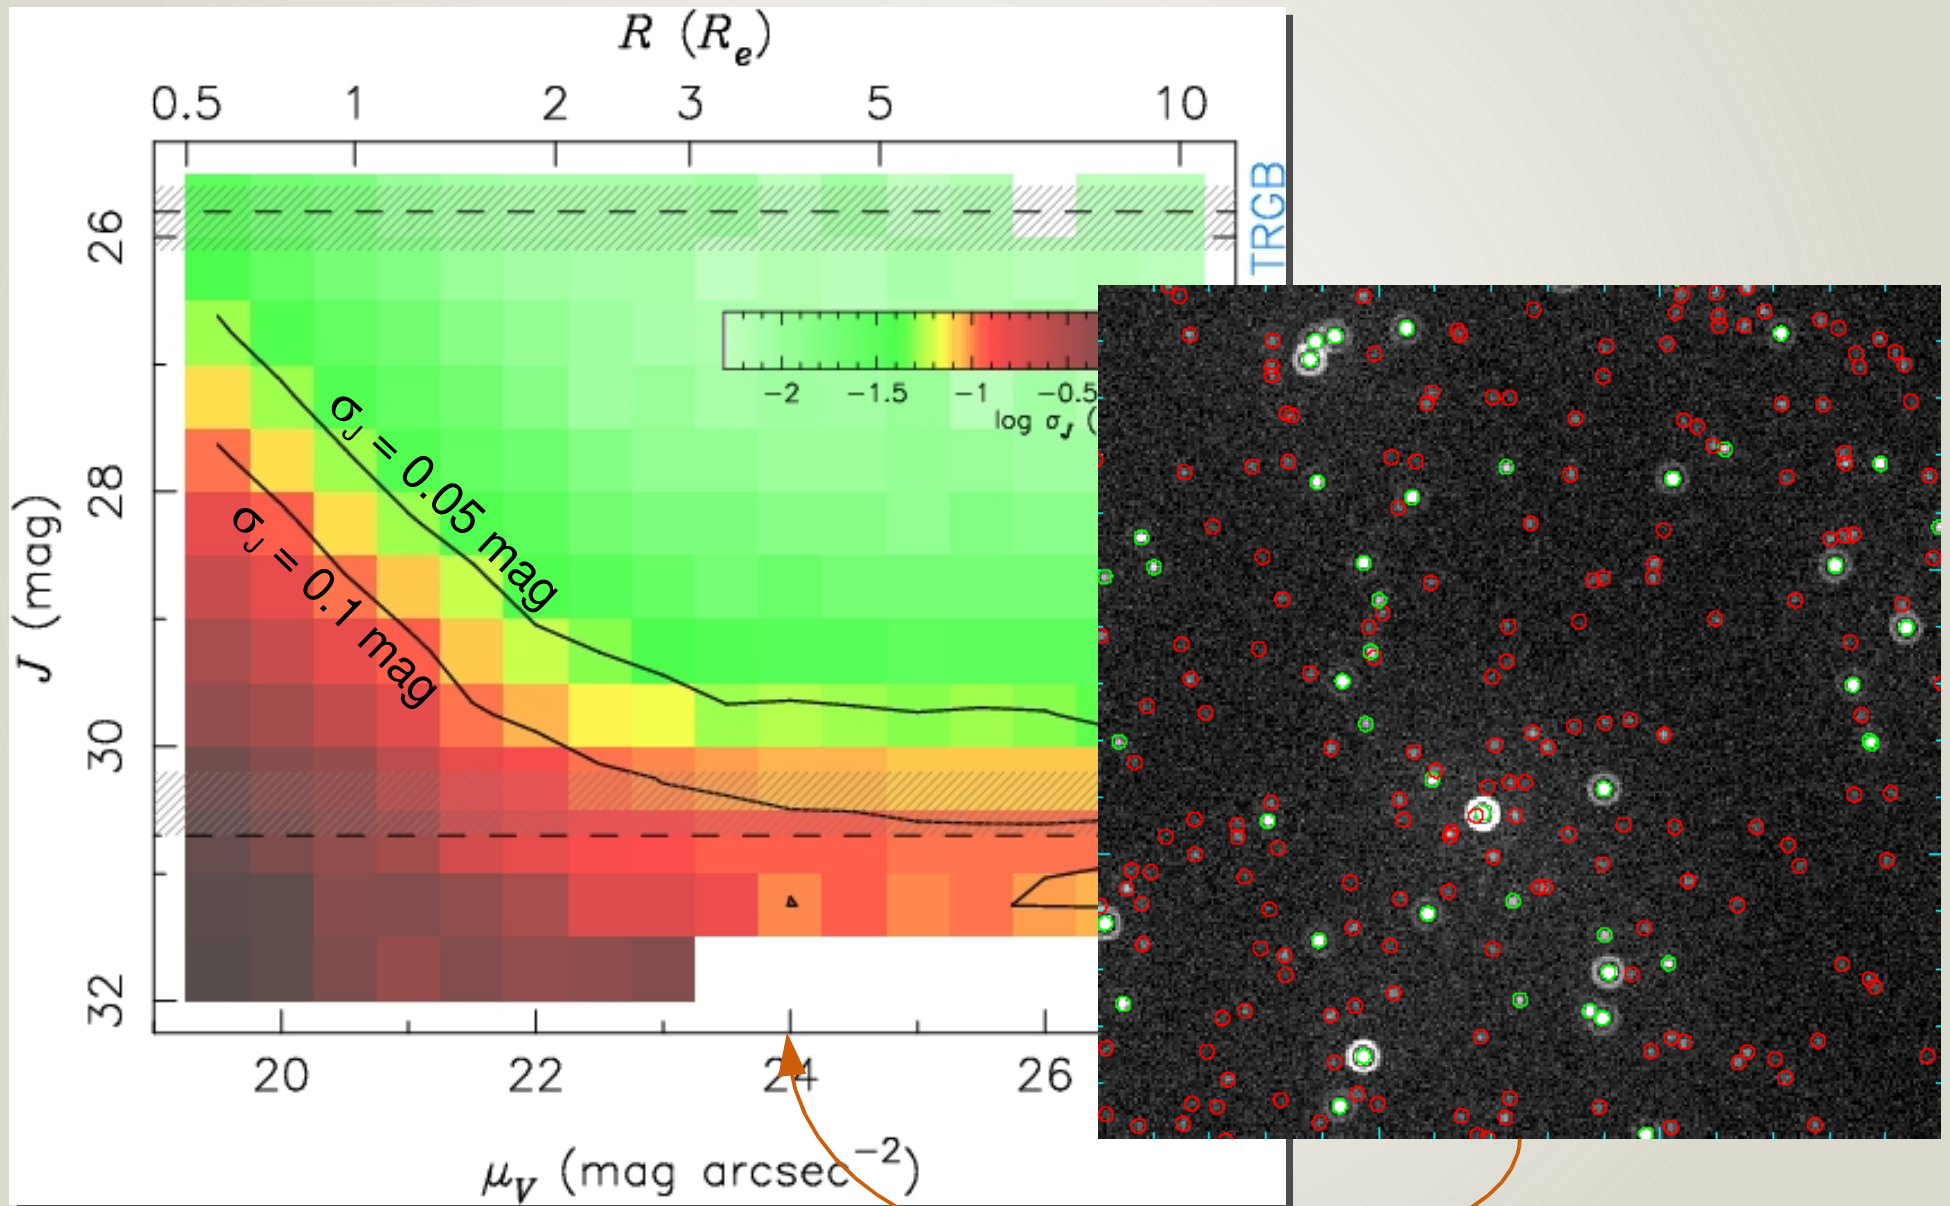 R (Rₑ)
0.5 1 2 3 5 10
TRGB
26
28
30
32
J (mag)
−2 −1.5 −1 −0.5
log σ_J (
σ_J = 0.05 mag
σ_J = 0.1 mag
20 22 24 26
μ_V (mag arcsec⁻²)